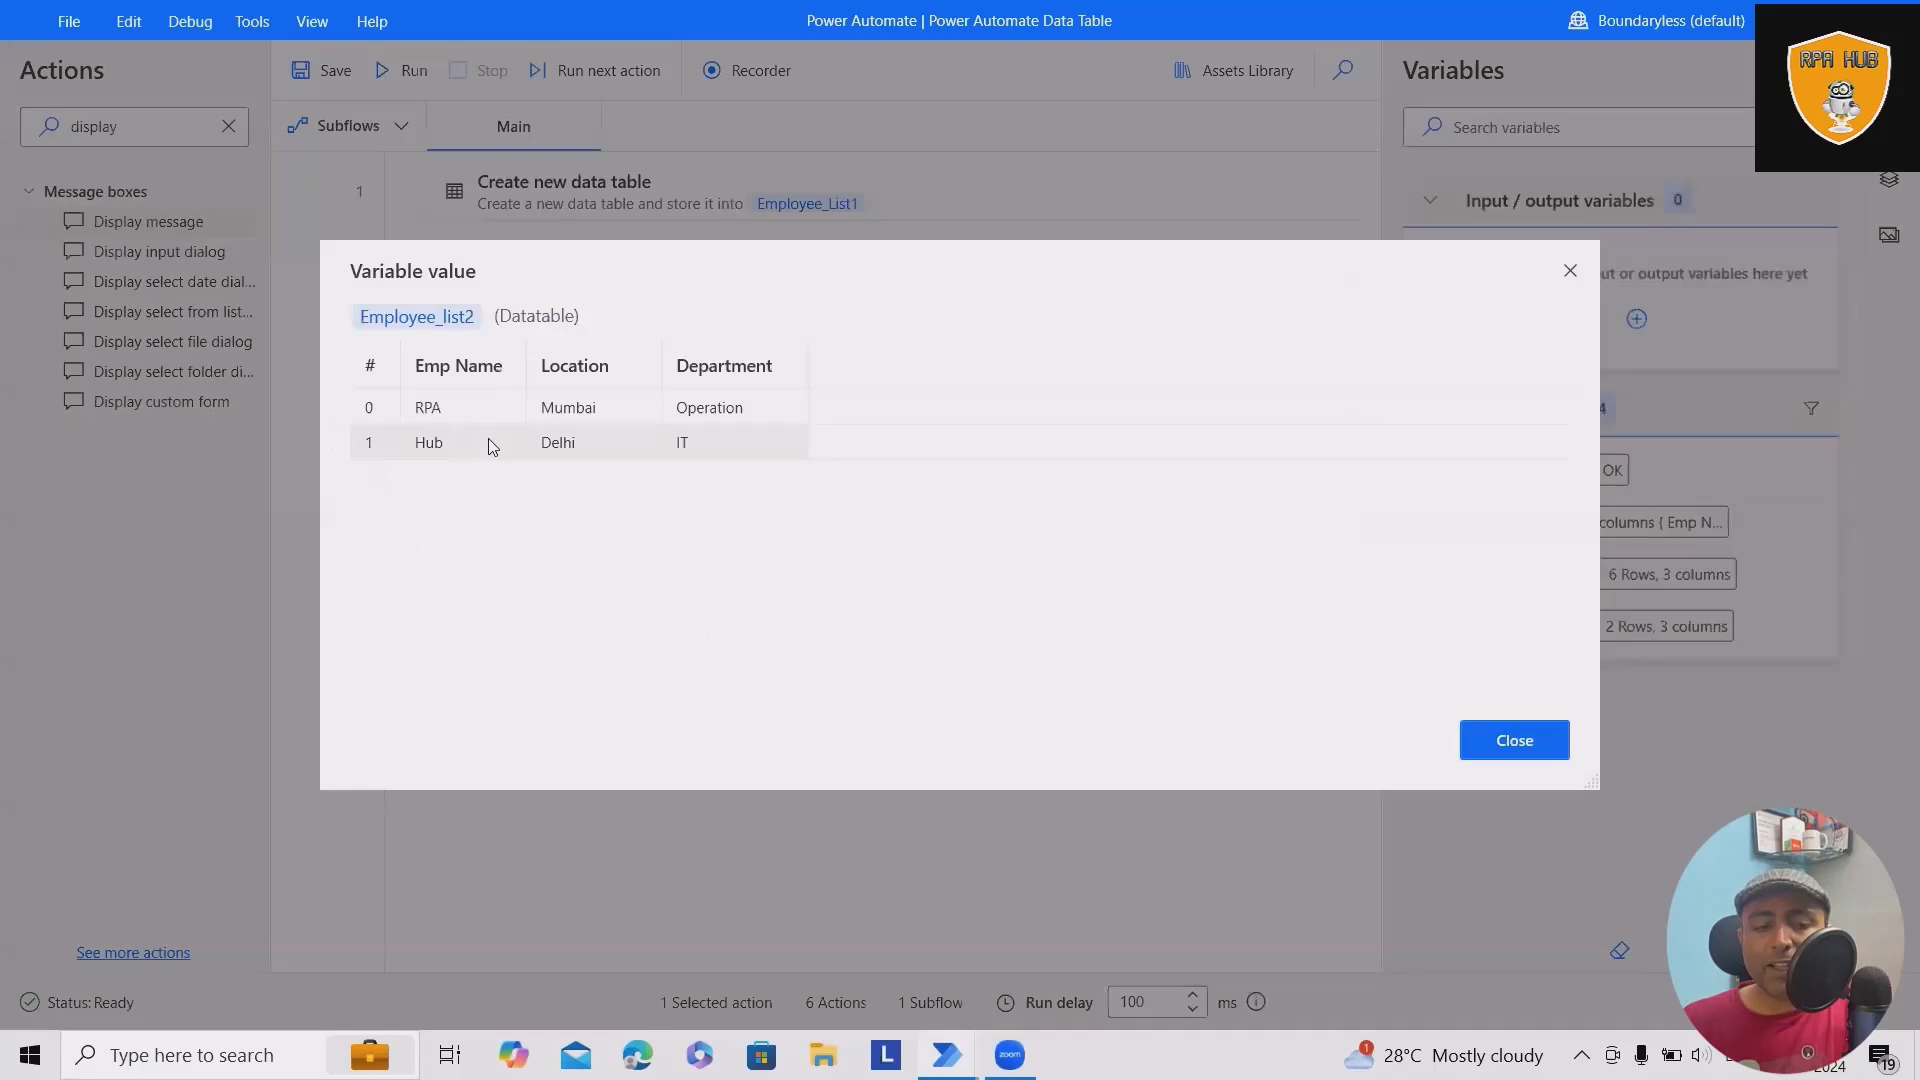 File Edit Debug Tools View Help
Power Automate | Power Automate Data Table
Boundaryless (default)
RPA HUB
Actions
Save Run Stop Run next action Recorder
Assets Library
Variables
display
Subflows
Main
Search variables
Message boxes
Display message
Display input dialog
Display select date dial...
Display select from list...
Display select file dialog
Display select folder di...
Display custom form
See more actions
1
Create new data table
Create a new data table and store it into Employee_List1
Input / output variables 0
ut or output variables here yet
4
OK
columns { Emp N...
6 Rows, 3 columns
2 Rows, 3 columns
Variable value
Employee_list2 (Datatable)
# Emp Name Location Department
0 RPA Mumbai Operation
1 Hub Delhi IT
Close
Status: Ready
1 Selected action 6 Actions 1 Subflow Run delay 100 ms
Type here to search
L
zoom
1
28°C Mostly cloudy
2024
19